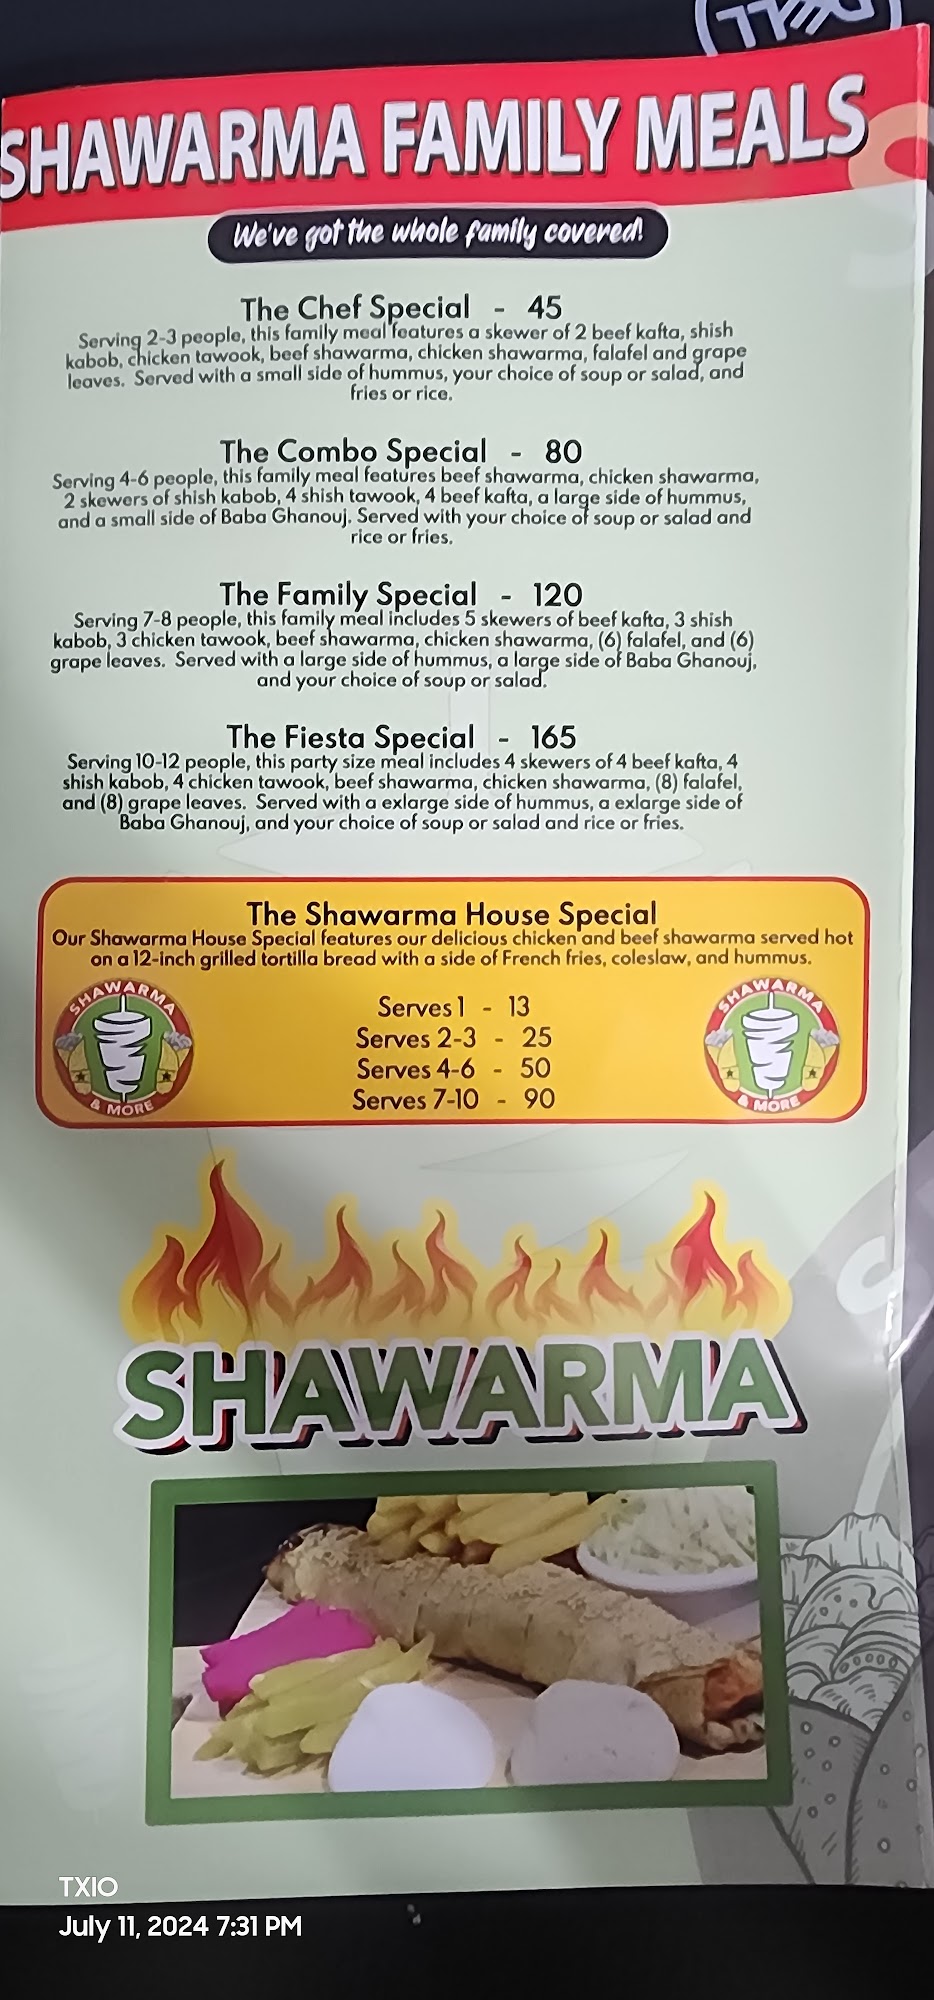 SHAWARMA FAMILY MEALS
We've got the whole family covered!
The Chef Special - 45
Serving 2-3 people, this family meal features a skewer of 2 beef kafta, shish
kabob, chicken tawook, beef shawarma, chicken shawarma, falafel and grape
leaves. Served with a small side of hummus, your choice of soup or salad, and
fries or rice.
The Combo Special - 80
Serving 4-6 people, this family meal features beef shawarma, chicken shawarma,
2 skewers of shish kabob, 4 shish tawook, 4 beef kafta, a large side of hummus,
and a small side of Baba Ghanouj. Served with your choice of soup or salad and
rice or fries.
The Family Special - 120
Serving 7-8 people, this family meal includes 5 skewers of beef kafta, 3 shish
kabob, 3 chicken tawook, beef shawarma, chicken shawarma, (6) falafel, and (6)
grape leaves. Served with a large side of hummus, a large side of Baba Ghanouj,
and your choice of soup or salad.
The Fiesta Special - 165
Serving 10-12 people, this party size meal includes 4 skewers of 4 beef kafta, 4
shish kabob, 4 chicken tawook, beef shawarma, chicken shawarma, (8) falafel,
and (8) grape leaves. Served with a exlarge side of hummus, a exlarge side of
Baba Ghanouj, and your choice of soup or salad and rice or fries.
The Shawarma House Special
Our Shawarma House Special features our delicious chicken and beef shawarma served hot
on a 12-inch grilled tortilla bread with a side of French fries, coleslaw, and hummus.
SHAWARMA
& MORE
Serves 1 - 13
Serves 2-3 - 25
Serves 4-6 - 50
Serves 7-10 - 90
SHAWARMA
& MORE
SHAWARMA
TXIO
July 11, 2024 7:31 PM